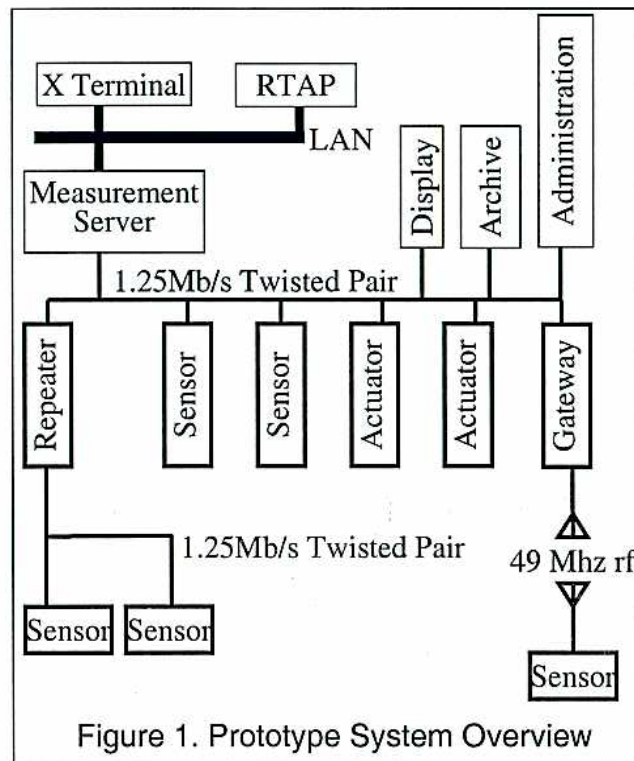 X Terminal
RTAP
LAN
Measurement
Server
Display
Archive
Administration
1.25Mb/s Twisted Pair
Repeater
Sensor
Sensor
Actuator
Actuator
Gateway
1.25Mb/s Twisted Pair
49 Mhz rf
Sensor
Sensor
Sensor
Figure 1. Prototype System Overview